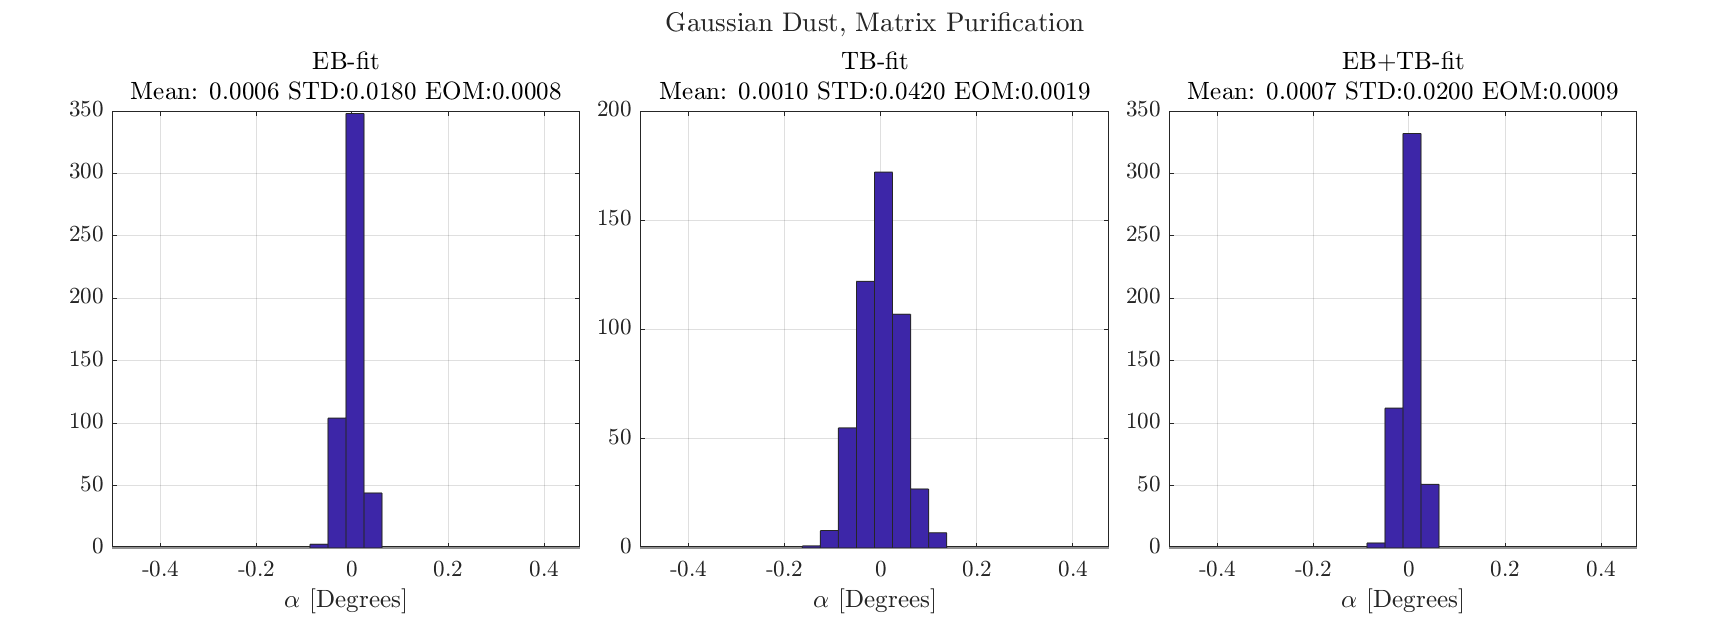 Gaussian Dust, Matrix Purification
EB-fit
Mean: 0.0006 STD:0.0180 EOM:0.0008
350
300
250
200
150
100
50
0
-0.4 -0.2 0 0.2 0.4
α [Degrees]
TB-fit
Mean: 0.0010 STD:0.0420 EOM:0.0019
200
150
100
50
0
-0.4 -0.2 0 0.2 0.4
α [Degrees]
EB+TB-fit
Mean: 0.0007 STD:0.0200 EOM:0.0009
350
300
250
200
150
100
50
0
-0.4 -0.2 0 0.2 0.4
α [Degrees]